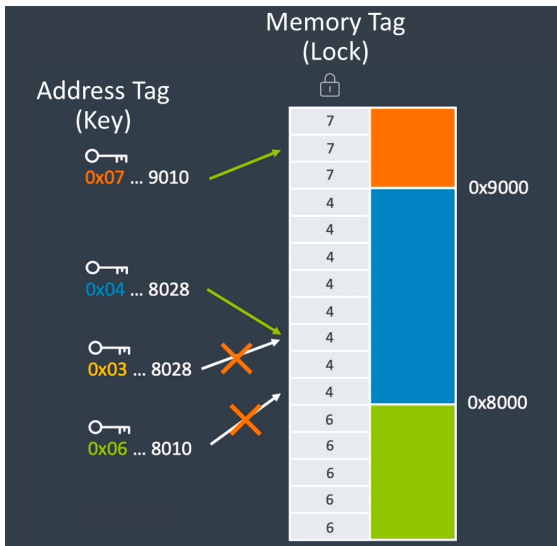 Memory Tag
(Lock)
Address Tag
(Key)
0x07 ... 9010
0x04 ... 8028
0x03 ... 8028
0x06 ... 8010
7
7
7
4
4
4
4
4
4
4
4
6
6
6
6
6
0x9000
0x8000